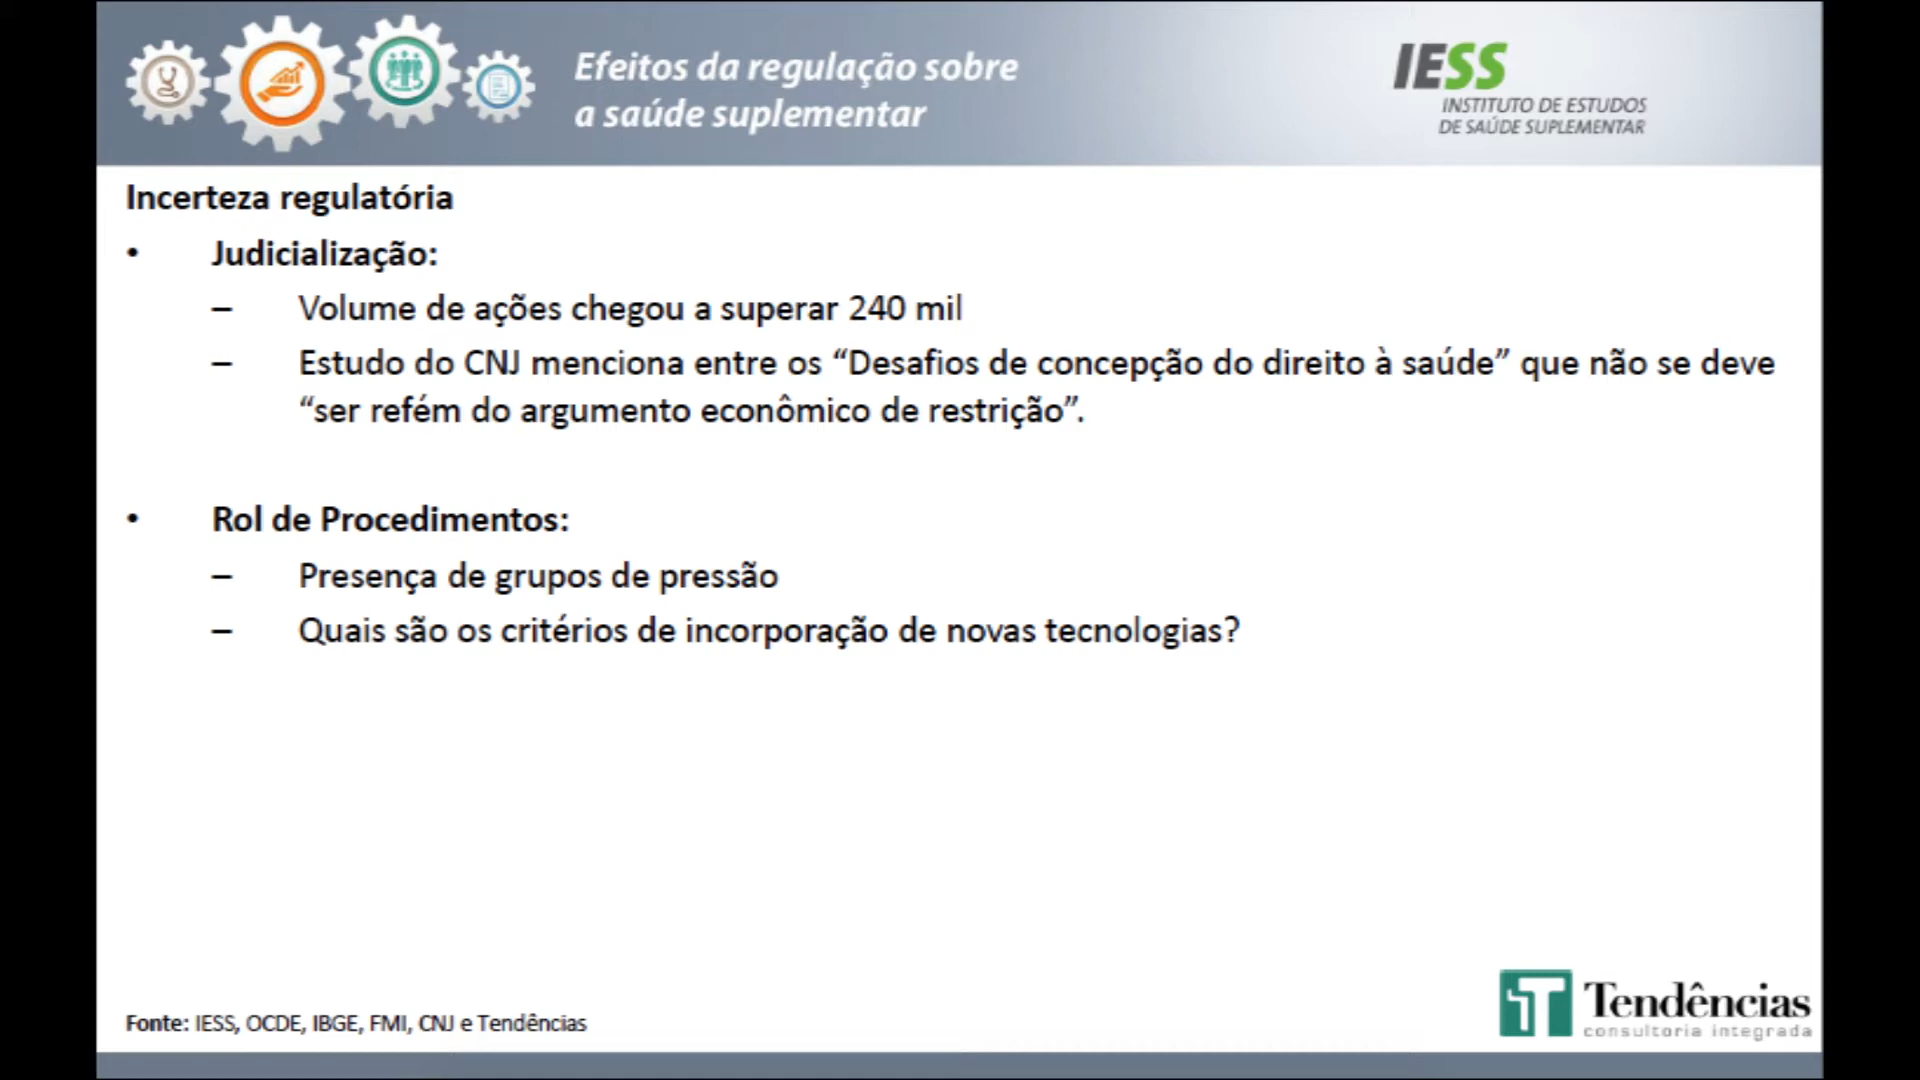 Efeitos da regulação sobre
a saúde suplementar
IESS
INSTITUTO DE ESTUDOS
DE SAÚDE SUPLEMENTAR
Incerteza regulatória
• Judicialização:
– Volume de ações chegou a superar 240 mil
– Estudo do CNJ menciona entre os “Desafios de concepção do direito à saúde” que não se deve
“ser refém do argumento econômico de restrição”.
• Rol de Procedimentos:
– Presença de grupos de pressão
– Quais são os critérios de incorporação de novas tecnologias?
Fonte: IESS, OCDE, IBGE, FMI, CNJ e Tendências
Tendências
consultoria integrada